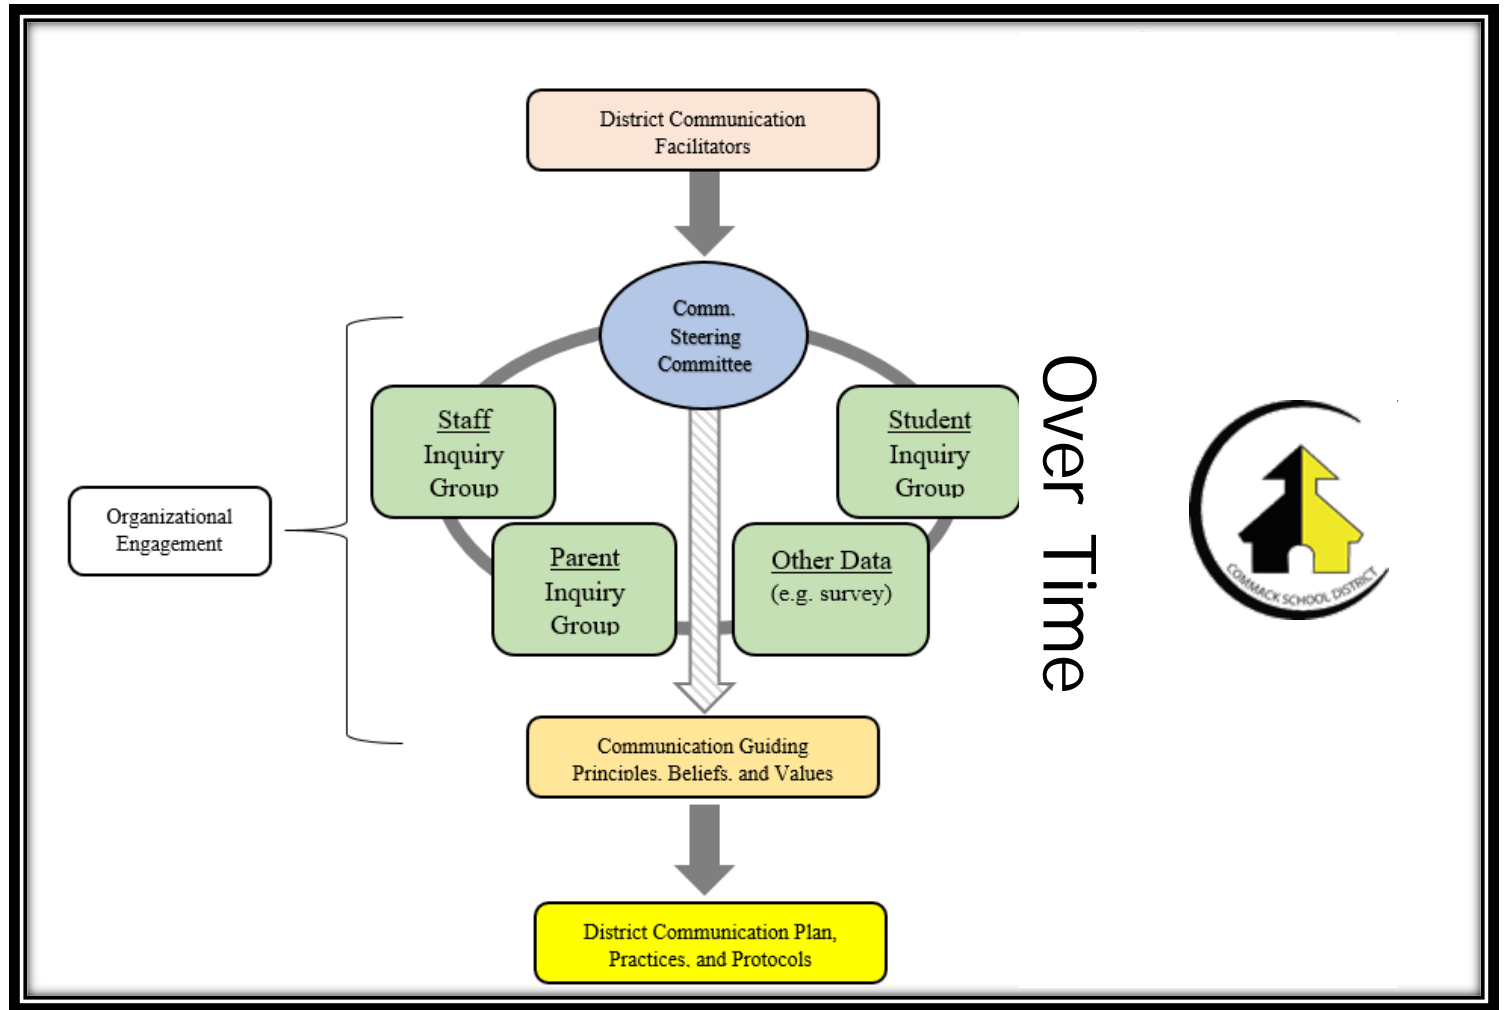 District Communication
Facilitators
Comm.
Steering
Committee
Staff
Inquiry
Group
Student
Inquiry
Group
Organizational
Engagement
Parent
Inquiry
Group
Other Data
(e.g. survey)
Communication Guiding
Principles, Beliefs, and Values
District Communication Plan,
Practices, and Protocols
Over Time
COMMACK SCHOOL DISTRICT